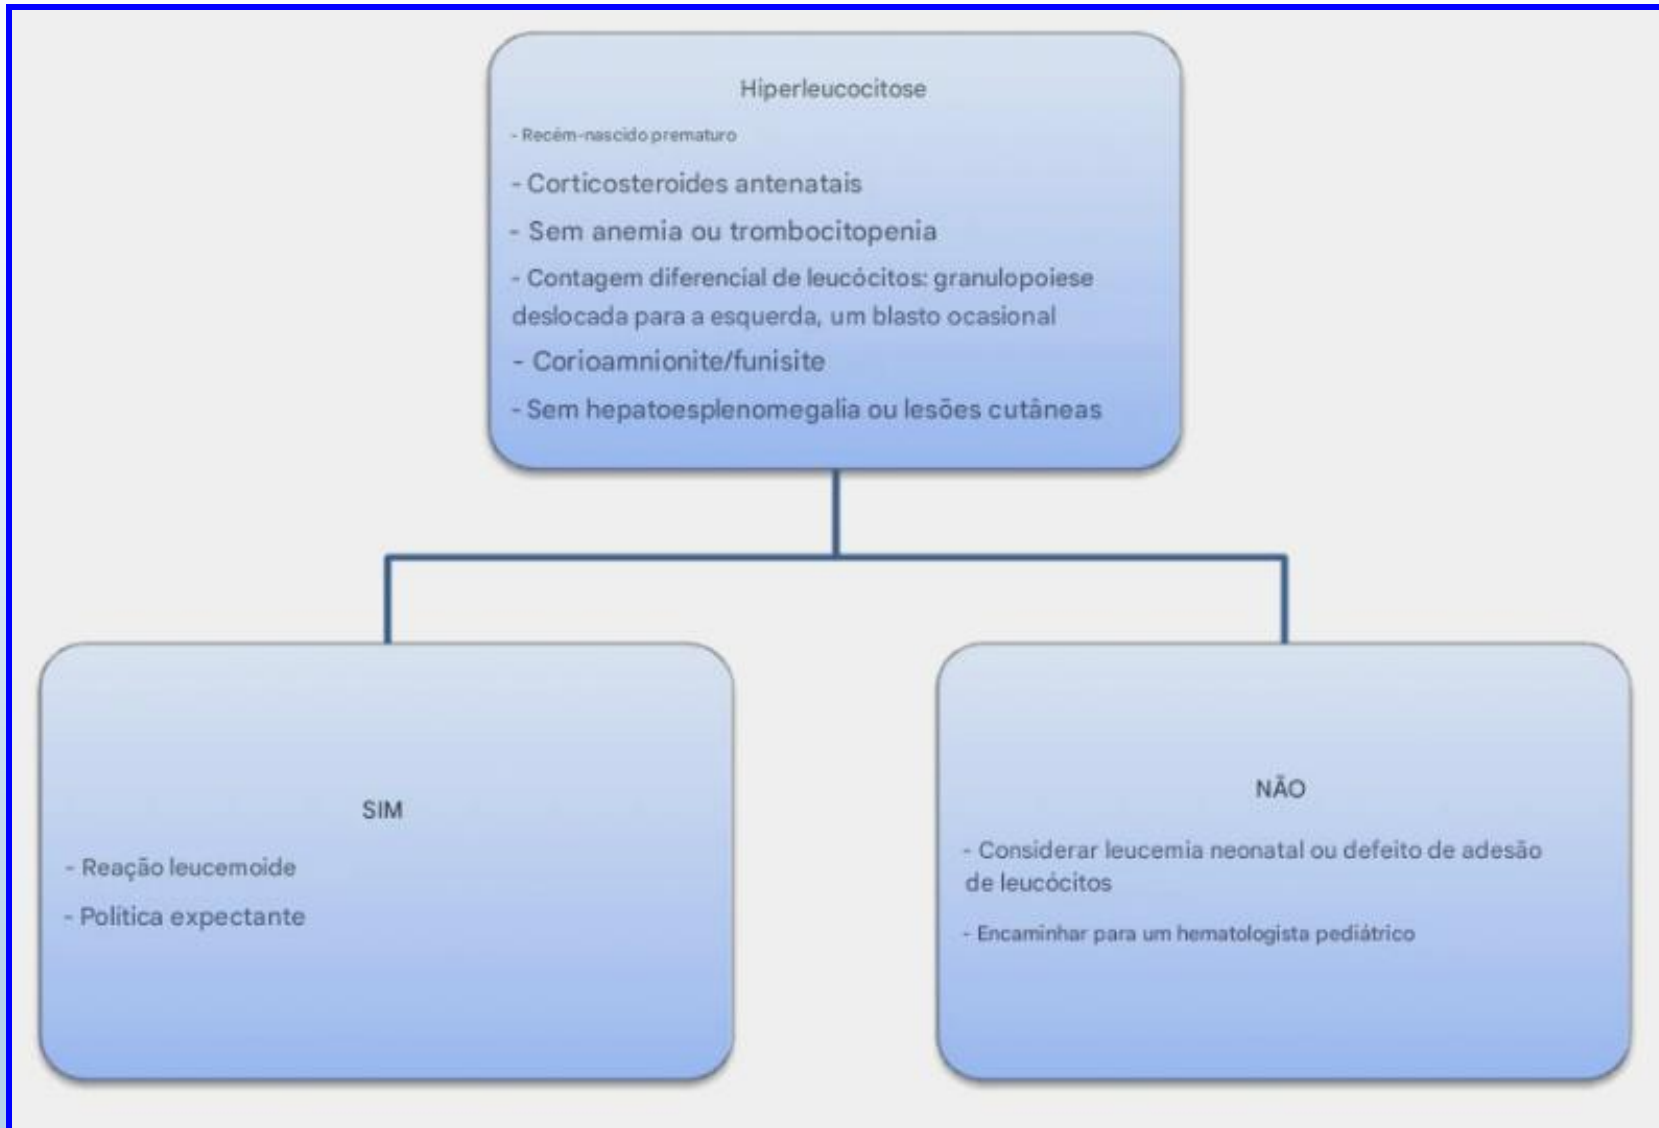 Hiperleucocitose
- Recém-nascido prematuro
- Corticosteroides antenatais
- Sem anemia ou trombocitopenia
- Contagem diferencial de leucócitos: granulopoiese
deslocada para a esquerda, um blasto ocasional
- Corioamnionite/funisite
- Sem hepatoesplenomegalia ou lesões cutâneas
SIM
- Reação leucemoide
- Política expectante
NÃO
- Considerar leucemia neonatal ou defeito de adesão
de leucócitos
- Encaminhar para um hematologista pediátrico